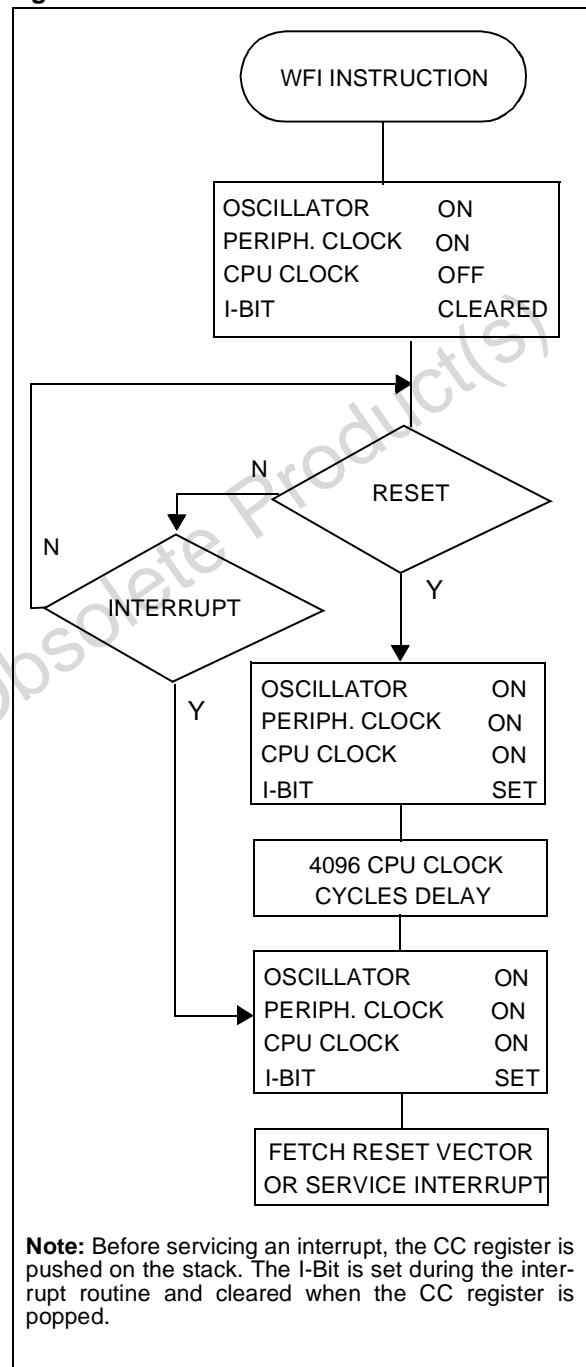 WFI INSTRUCTION
OSCILLATOR ON
PERIPH. CLOCK ON
CPU CLOCK OFF
I-BIT CLEARED
N
RESET
N
INTERRUPT
Y
Y
OSCILLATOR ON
PERIPH. CLOCK ON
CPU CLOCK ON
I-BIT SET
4096 CPU CLOCK
CYCLES DELAY
OSCILLATOR ON
PERIPH. CLOCK ON
CPU CLOCK ON
I-BIT SET
FETCH RESET VECTOR
OR SERVICE INTERRUPT
Note: Before servicing an interrupt, the CC register is
pushed on the stack. The I-Bit is set during the inter-
rupt routine and cleared when the CC register is
popped.
Obsolete Product(s)